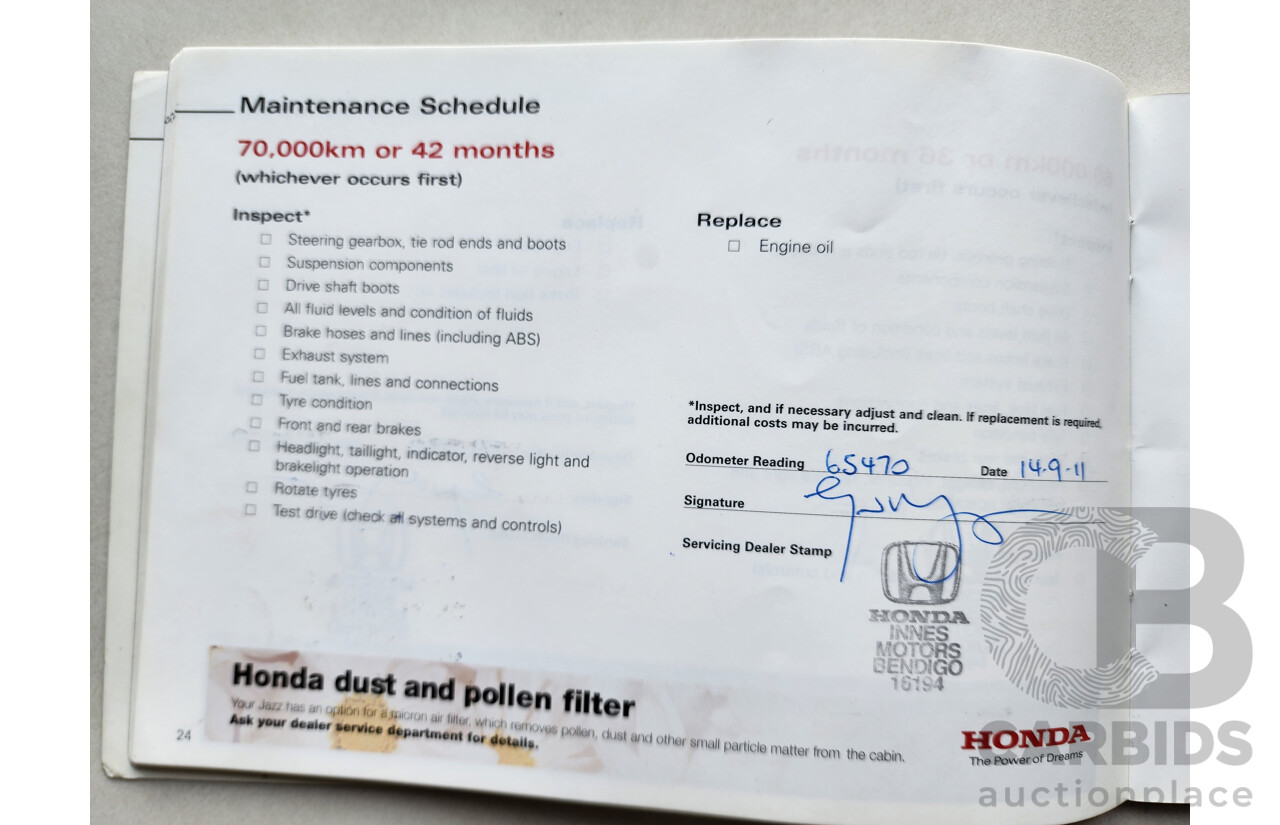 Maintenance Schedule
70,000km or 42 months
(whichever occurs first)
Inspect*
Steering gearbox, tie rod ends and boots
Suspension components
Drive shaft boots
All fluid levels and condition of fluids
Brake hoses and lines (including ABS)
Exhaust system
Fuel tank, lines and connections
Tyre condition
Front and rear brakes
Headlight, taillight, indicator, reverse light and
brakelight operation
Rotate tyres
Test drive (check all systems and controls)
Replace
Engine oil
*Inspect, and if necessary adjust and clean. If replacement is required,
additional costs may be incurred.
Odometer Reading 65470 Date 14-9-11
Signature
Servicing Dealer Stamp
HONDA
INNES
MOTORS
BENDIGO
16194
Honda dust and pollen filter
Your Jazz has an option for a micron air filter, which removes pollen, dust and other small particle matter from the cabin.
Ask your dealer service department for details.
24
HONDA
The Power of Dreams
CB
CARBIDS
auctionplace